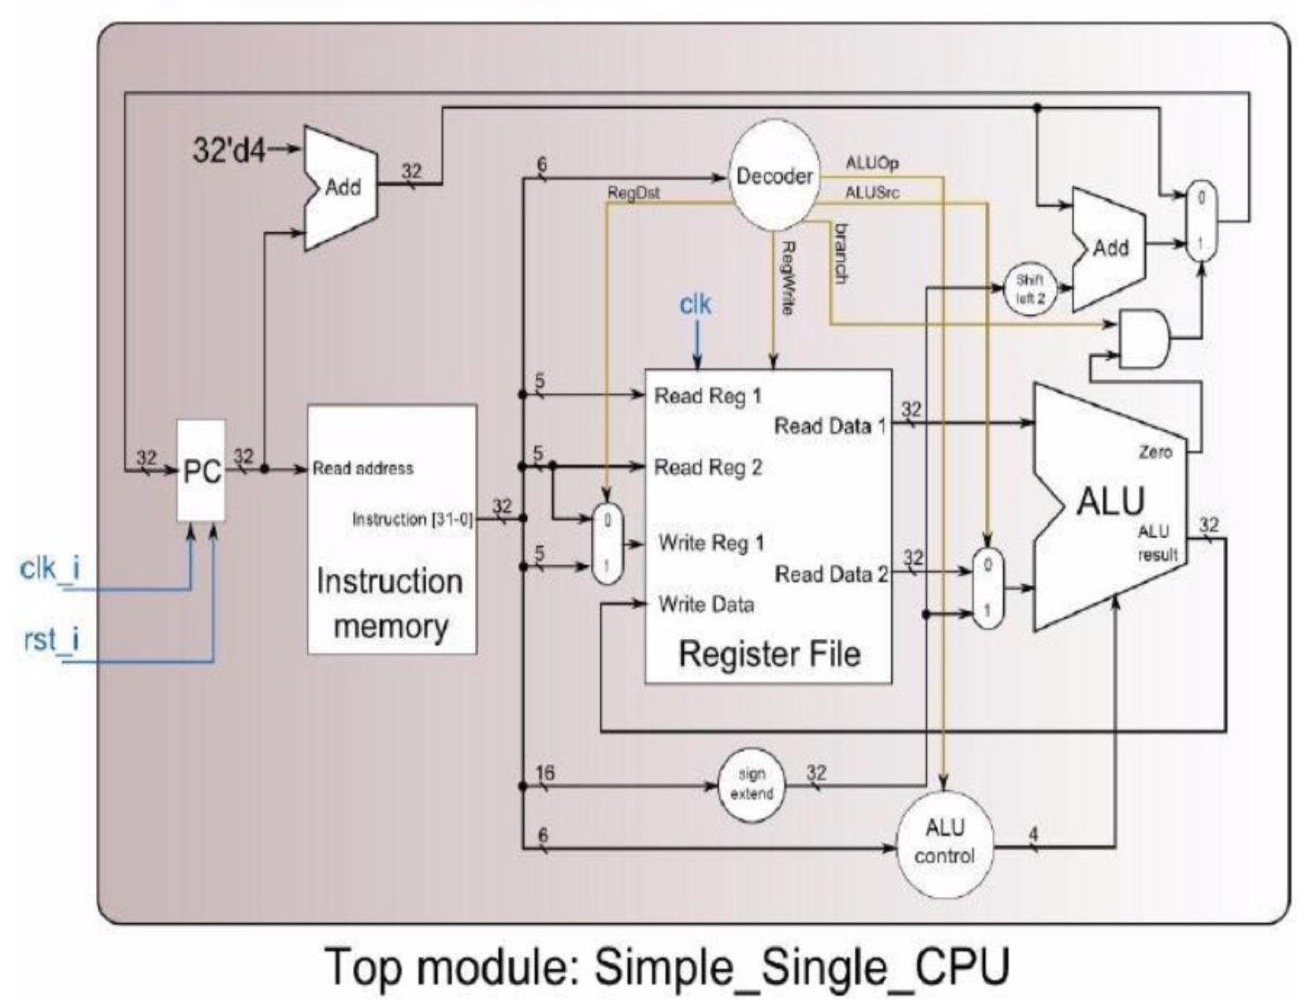 32'd4
Add
32
6
Decoder
ALUOp
RegDst
ALUSrc
branch
RegWrite
0
1
Add
Shift
left 2
clk
5
Read Reg 1
Read Data 1
32
32
PC
32
Read address
5
Read Reg 2
Zero
Instruction [31-0]
32
0
1
5
Write Reg 1
ALU
ALU
result
32
clk_i
Instruction
memory
Read Data 2
32
0
1
Write Data
rst_i
Register File
16
sign
extend
32
6
ALU
control
4
Top module: Simple_Single_CPU